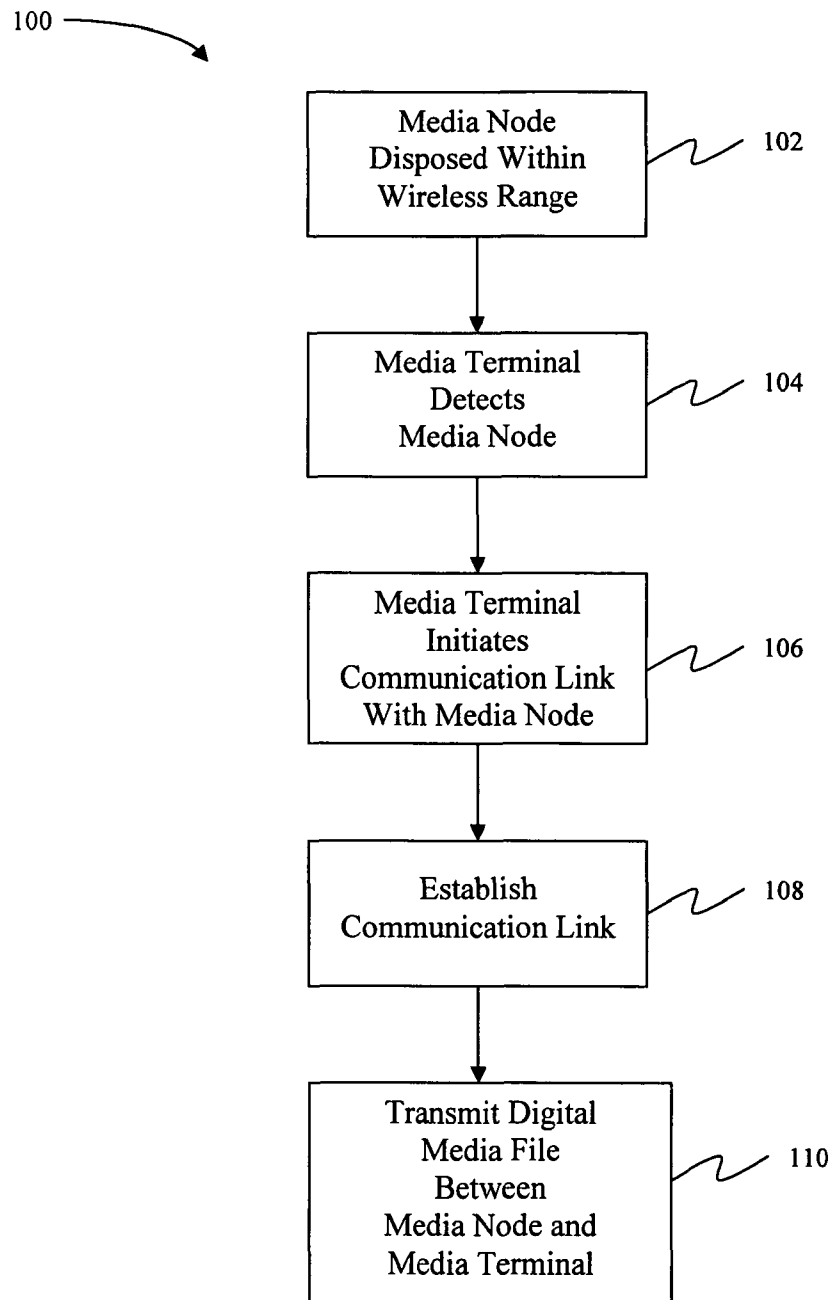 100
Media Node
Disposed Within
Wireless Range
102
Media Terminal
Detects
Media Node
104
Media Terminal
Initiates
Communication Link
With Media Node
106
Establish
Communication Link
108
Transmit Digital
Media File
Between
Media Node and
Media Terminal
110